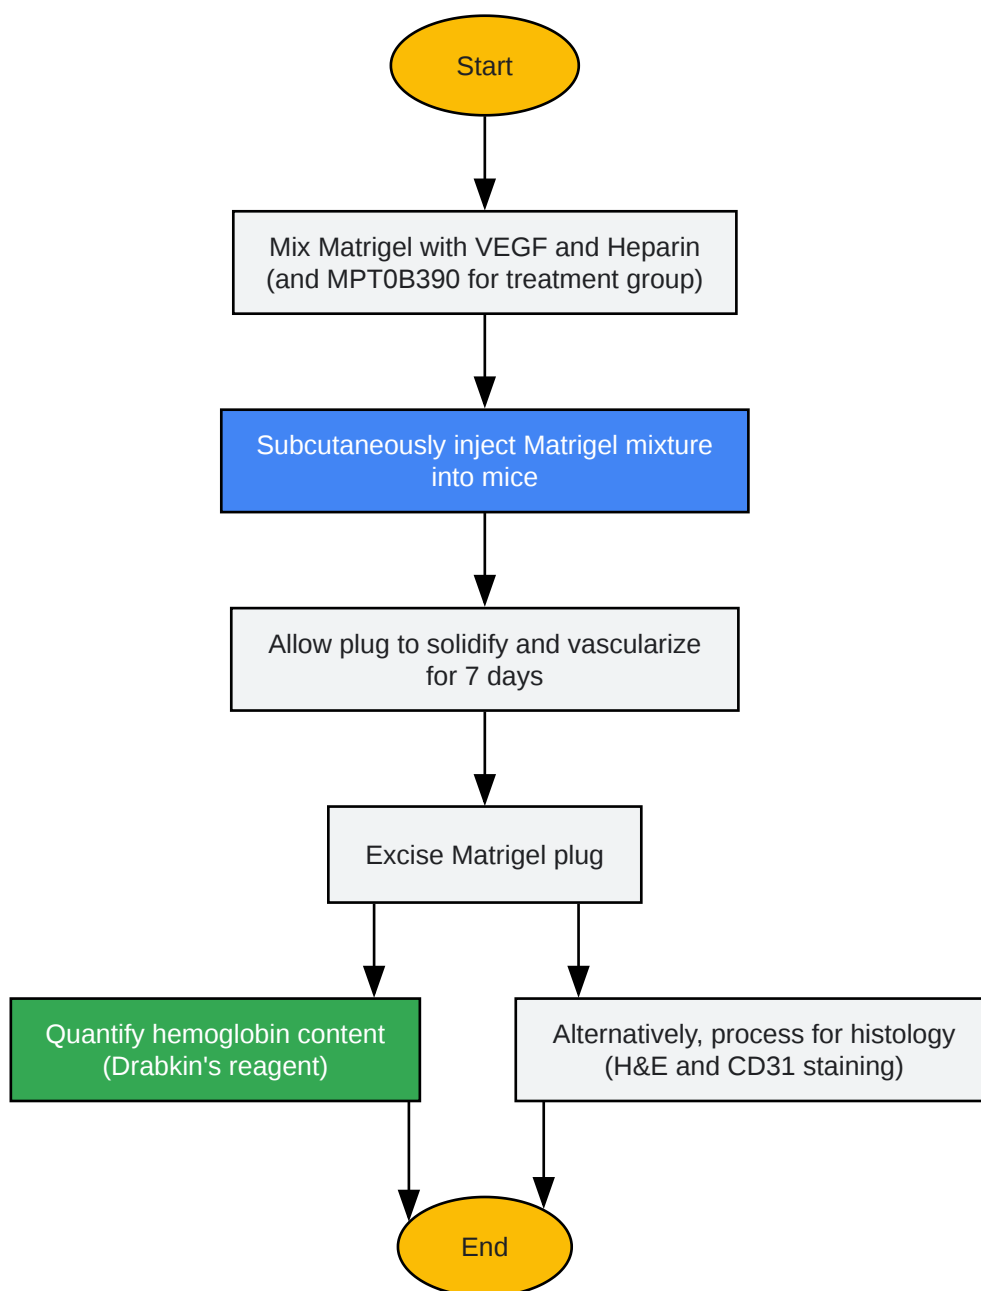 Start
Mix Matrigel with VEGF and Heparin
(and MPT0B390 for treatment group)
Subcutaneously inject Matrigel mixture
into mice
Allow plug to solidify and vascularize
for 7 days
Excise Matrigel plug
Quantify hemoglobin content
(Drabkin's reagent)
Alternatively, process for histology
(H&E and CD31 staining)
End